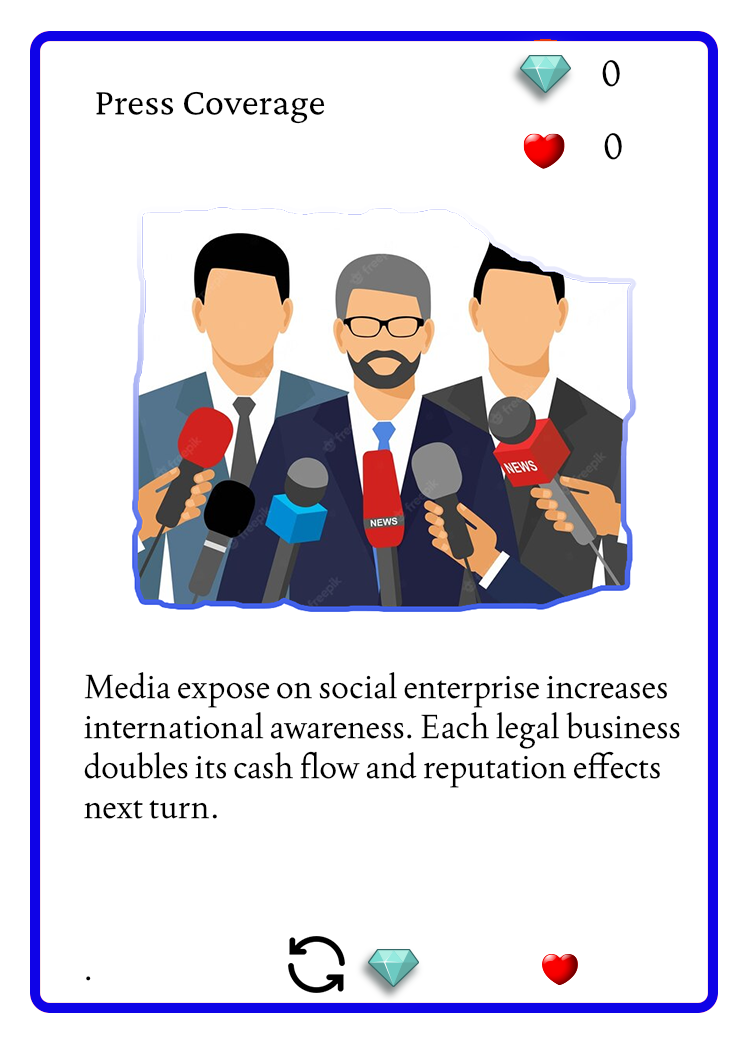 Press Coverage
0
0
NEWS
NEWS
Media expose on social enterprise increases
international awareness. Each legal business
doubles its cash flow and reputation effects
next turn.
.